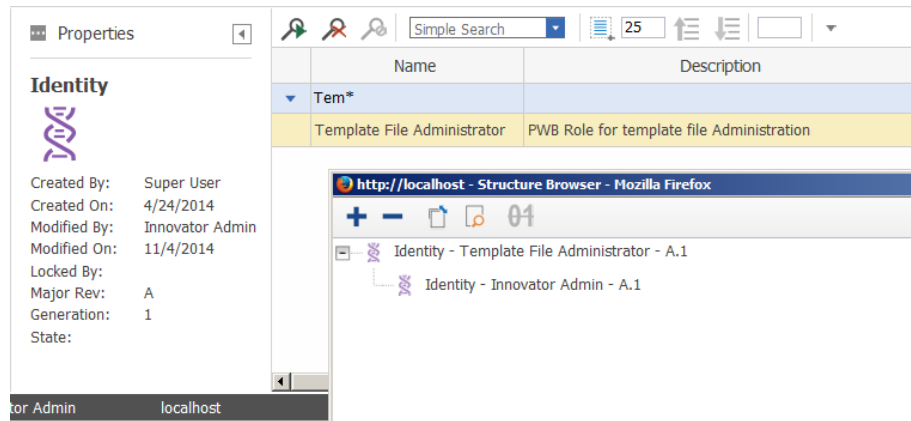 Properties
Identity
Created By: Super User
Created On: 4/24/2014
Modified By: Innovator Admin
Modified On: 11/4/2014
Locked By:
Major Rev: A
Generation: 1
State:
Simple Search 25
Name Description
Tem*
Template File Administrator PWB Role for template file Administration
http://localhost - Structure Browser - Mozilla Firefox
01
Identity - Template File Administrator - A.1
Identity - Innovator Admin - A.1
tor Admin localhost